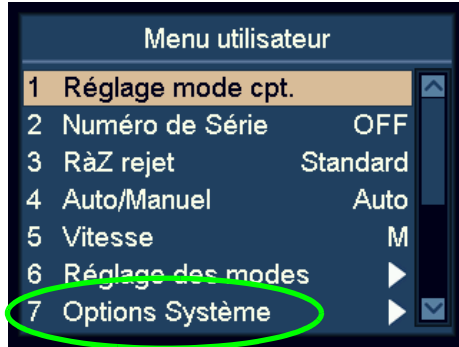 Menu utilisateur
1 Réglage mode cpt.
2 Numéro de Série OFF
3 RàZ rejet Standard
4 Auto/Manuel Auto
5 Vitesse M
6 Réglage des modes
7 Options Système